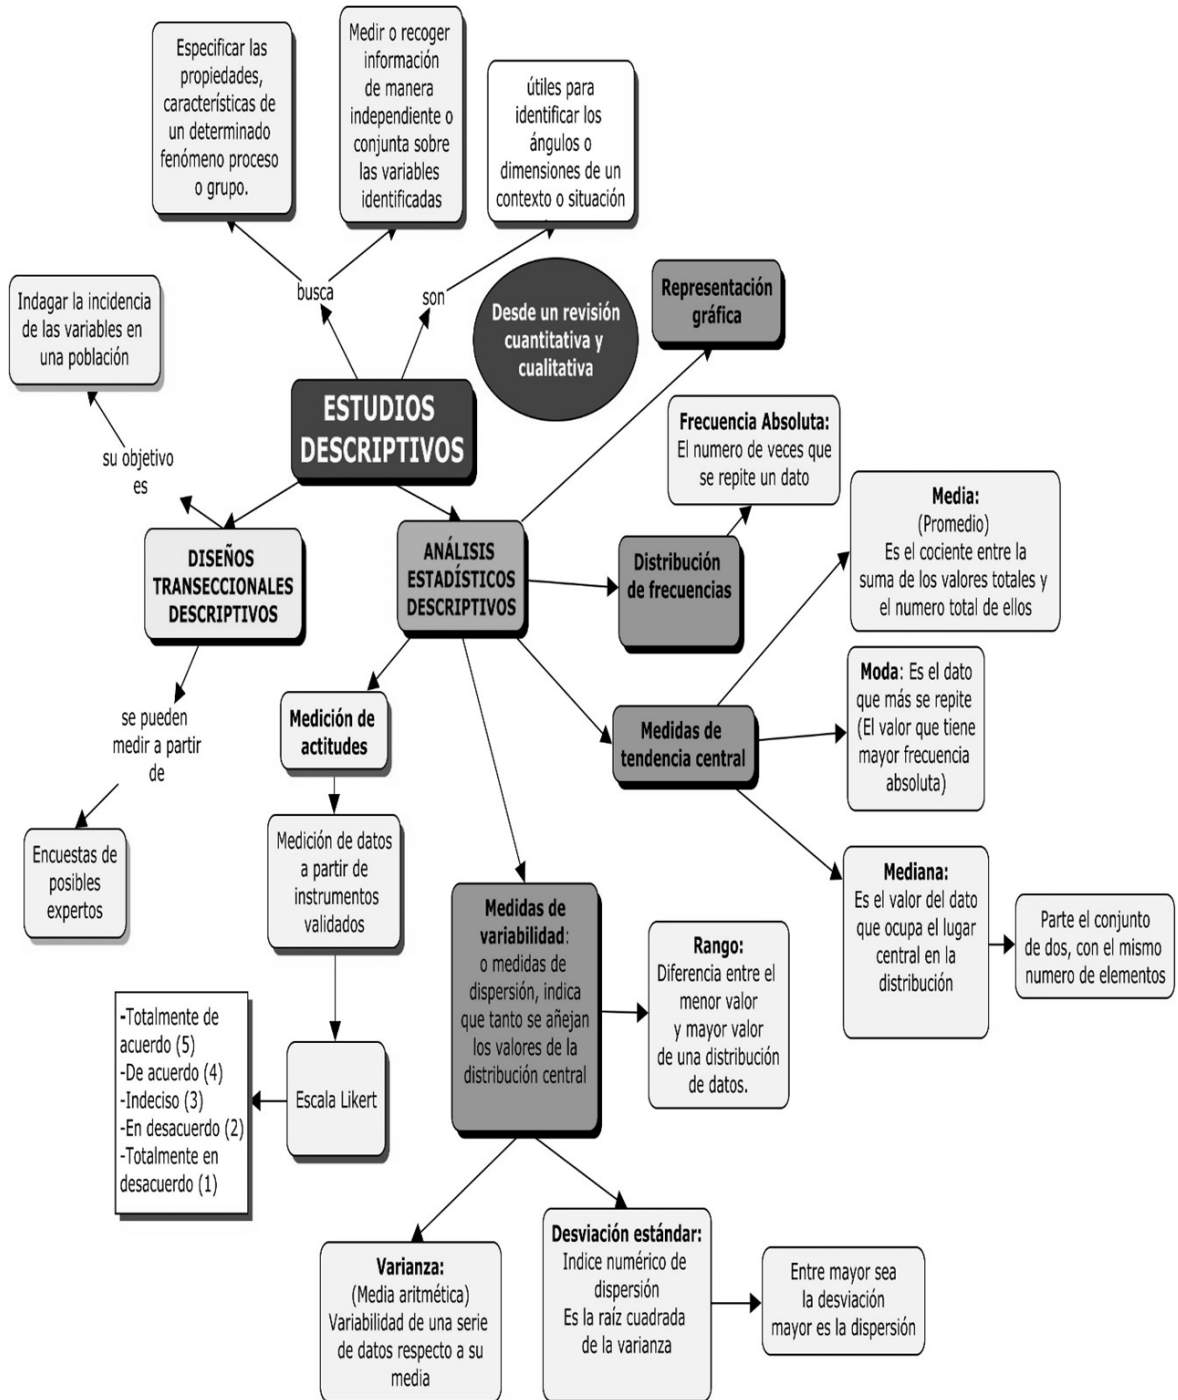 Especificar las
propiedades,
características de
un determinado
fenómeno proceso
o grupo.
Medir o recoger
información
de manera
independiente o
conjunta sobre
las variables
identificadas
útiles para
identificar los
ángulos o
dimensiones de un
contexto o situación
busca
son
Indagar la incidencia
de las variables en
una población
Desde un revisión
cuantitativa y
cualitativa
Representación
gráfica
ESTUDIOS
DESCRIPTIVOS
su objetivo
es
Frecuencia Absoluta:
El numero de veces que
se repite un dato
DISEÑOS
TRANSECCIONALES
DESCRIPTIVOS
ANÁLISIS
ESTADÍSTICOS
DESCRIPTIVOS
Distribución
de frecuencias
Media:
(Promedio)
Es el cociente entre la
suma de los valores totales y
el numero total de ellos
se pueden
medir a partir
de
Medición de
actitudes
Medidas de
tendencia central
Moda: Es el dato
que más se repite
(El valor que tiene
mayor frecuencia
absoluta)
Encuestas de
posibles
expertos
Medición de datos
a partir de
instrumentos
validados
Mediana:
Es el valor del dato
que ocupa el lugar
central en la
distribución
Parte el conjunto
de dos, con el mismo
numero de elementos
Medidas de
variabilidad:
o medidas de
dispersión, indica
que tanto se añejan
los valores de la
distribución central
Rango:
Diferencia entre el
menor valor
y mayor valor
de una distribución
de datos.
Escala Likert
-Totalmente de
acuerdo (5)
-De acuerdo (4)
-Indeciso (3)
-En desacuerdo (2)
-Totalmente en
desacuerdo (1)
Varianza:
(Media aritmética)
Variabilidad de una serie
de datos respecto a su
media
Desviación estándar:
Indice numérico de
dispersión
Es la raíz cuadrada
de la varianza
Entre mayor sea
la desviación
mayor es la dispersión